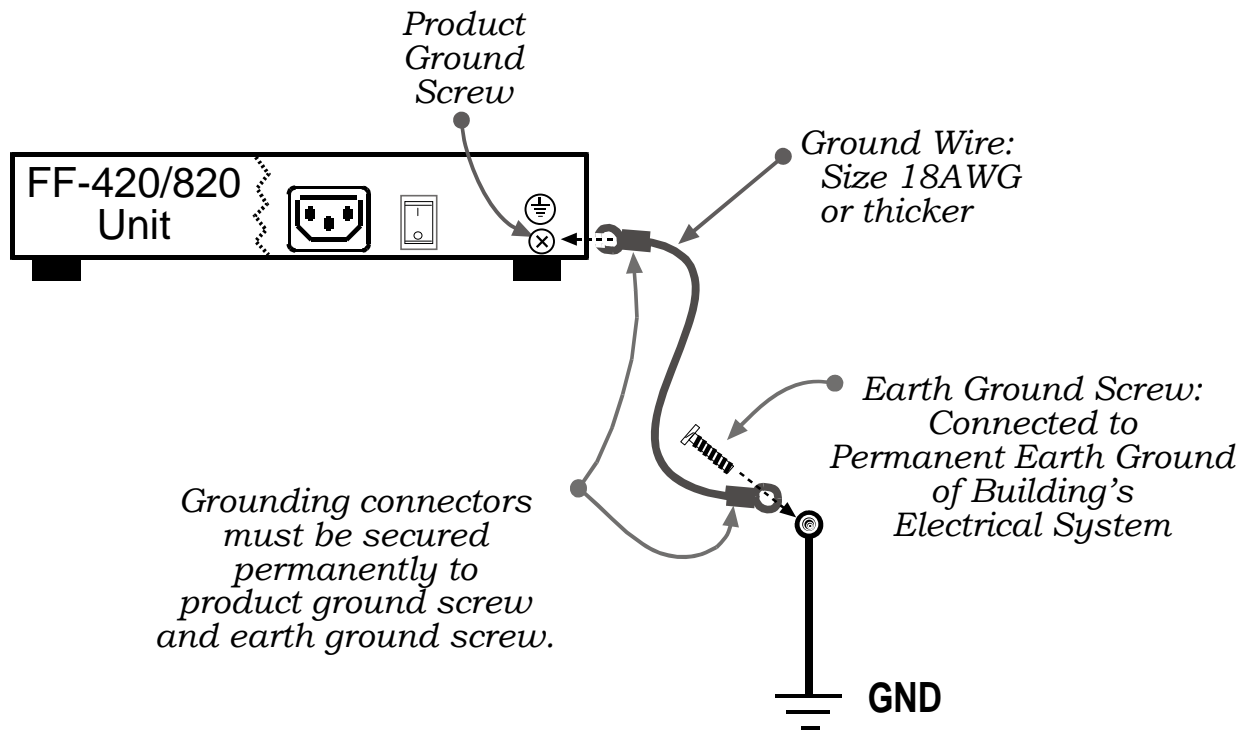 Product
Ground
Screw
Ground Wire:
Size 18AWG
or thicker
FF-420/820
Unit
Earth Ground Screw:
Connected to
Permanent Earth Ground
of Building's
Electrical System
Grounding connectors
must be secured
permanently to
product ground screw
and earth ground screw.
GND